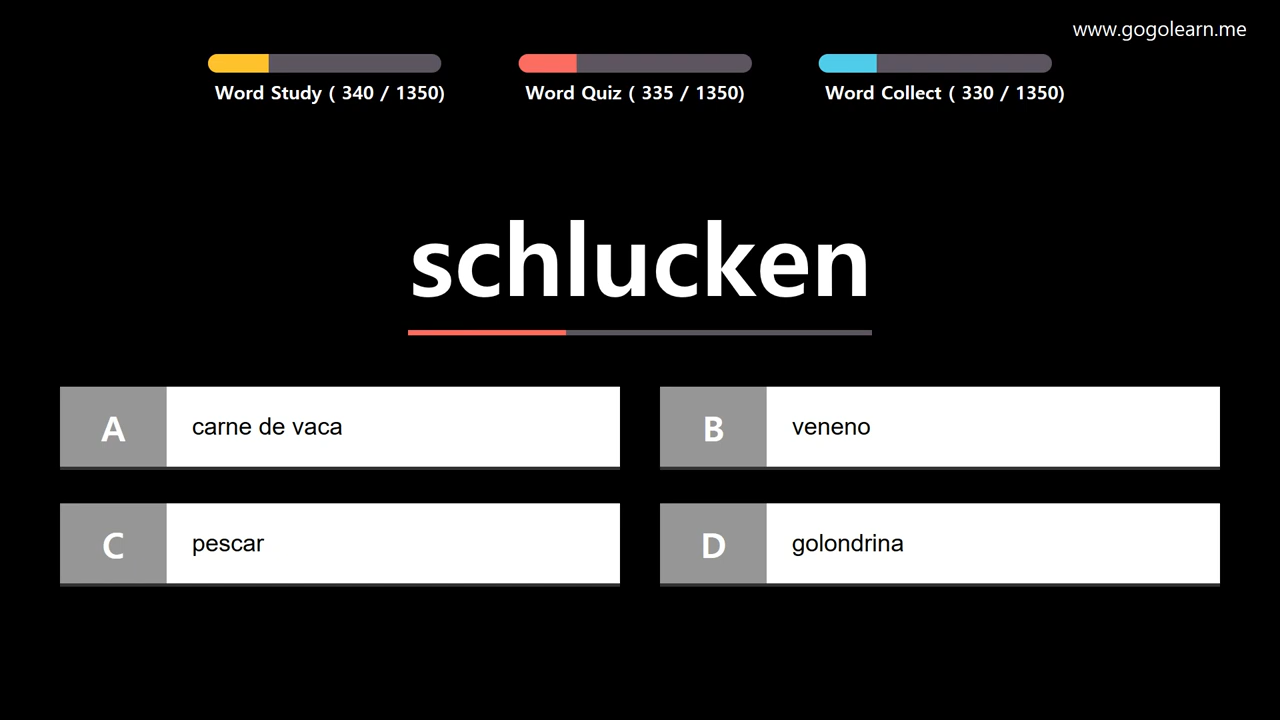 www.gogolearn.me
Word Study ( 340 / 1350)
Word Quiz ( 335 / 1350)
Word Collect ( 330 / 1350)
schlucken
A carne de vaca
B veneno
C pescar
D golondrina